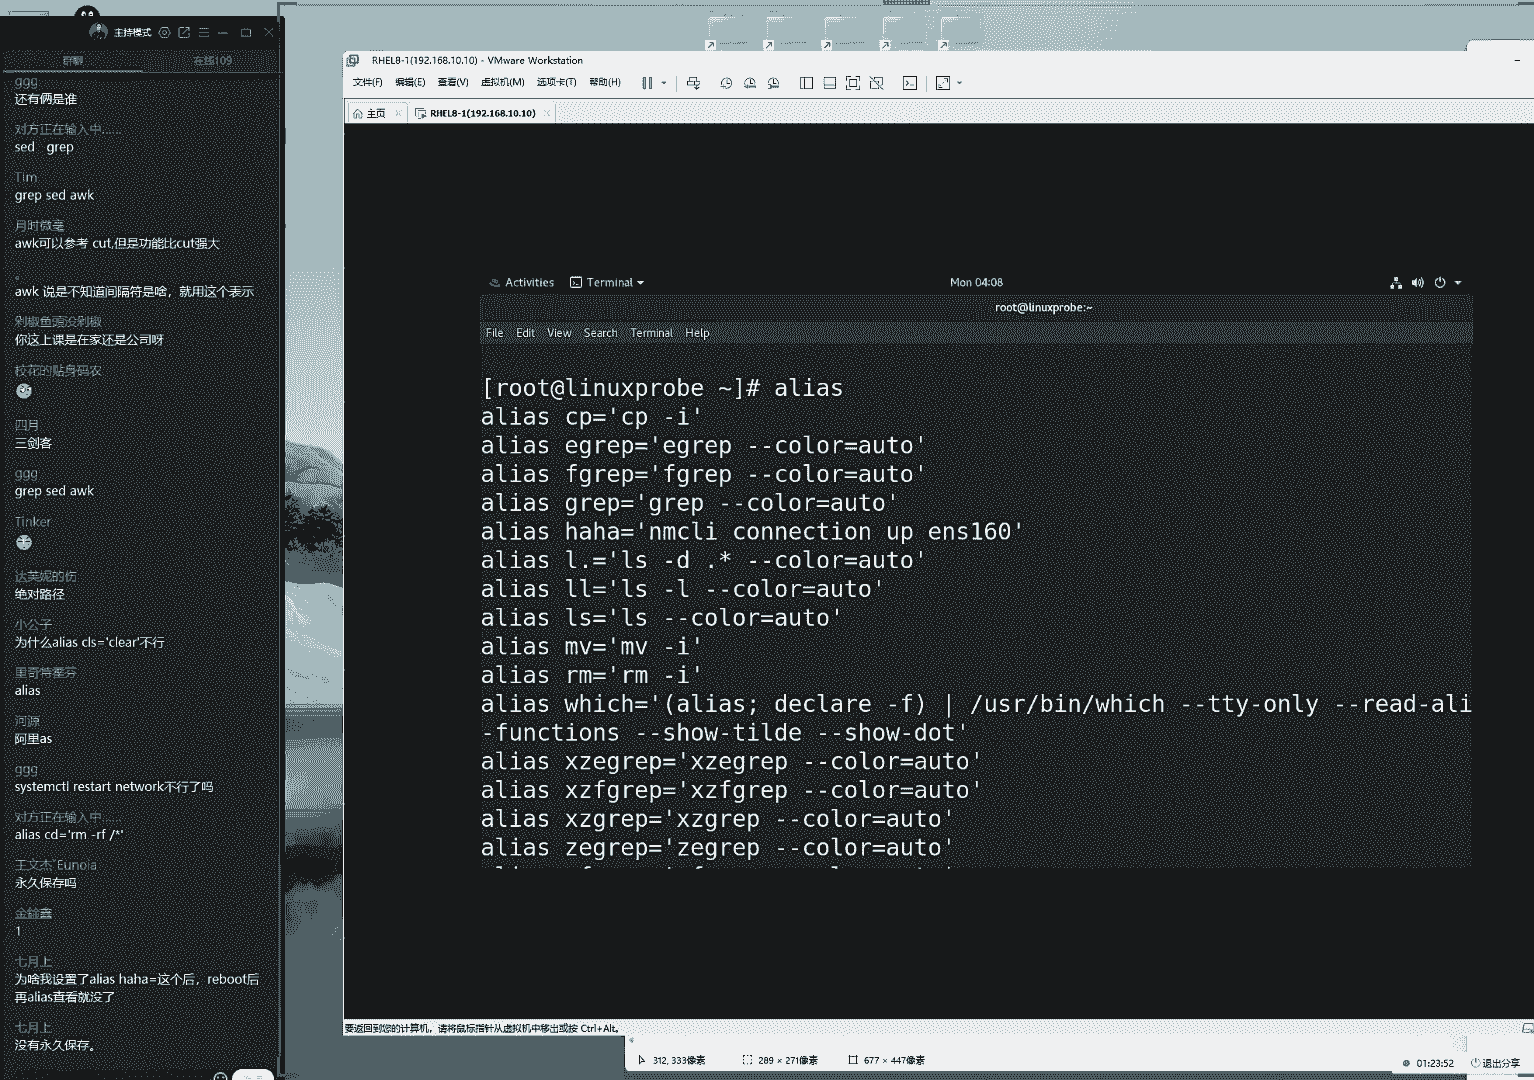 主持模式
群聊
在线109
ggg
还有俩是谁
对方正在输入中......
sed grep
Tim
grep sed awk
月时微毫
awk可以参考 cut,但是功能比cut强大
。
awk 说是不知道间隔符是啥，就用这个表示
剁椒鱼頭没剁椒
你这上课是在家还是公司呀
校花的贴身码农
四月
三剑客
ggg
grep sed awk
Tinker
达芙妮的伤
绝对路径
小公子
为什么alias cls='clear'不行
alias
河源
阿里as
ggg
systemctl restart network不行了吗
对方正在输入中......
alias cd='rm -rf /*'
王文杰`Eunoia
永久保存吗
金鑫鑫
1
七月上
为啥我设置了alias haha=这个后，reboot后
再alias查看就没了
七月上
没有永久保存。
RHEL8-1(192.168.10.10) - VMware Workstation
文件(F) 编辑(E) 查看(V) 虚拟机(M) 选项卡(T) 帮助(H)
主页
RHEL8-1(192.168.10.10)
Activities
Terminal
Mon 04:08
root@linuxprobe:~
File Edit View Search Terminal Help
[root@linuxprobe ~]# alias
alias cp='cp -i'
alias egrep='egrep --color=auto'
alias fgrep='fgrep --color=auto'
alias grep='grep --color=auto'
alias haha='nmcli connection up ens160'
alias l.='ls -d .* --color=auto'
alias ll='ls -l --color=auto'
alias ls='ls --color=auto'
alias mv='mv -i'
alias rm='rm -i'
alias which='(alias; declare -f) | /usr/bin/which --tty-only --read-ali
-functions --show-tilde --show-dot'
alias xzegrep='xzegrep --color=auto'
alias xzfgrep='xzfgrep --color=auto'
alias xzgrep='xzgrep --color=auto'
alias zegrep='zegrep --color=auto'
要返回到您的计算机，请将鼠标指针从虚拟机中移出或按 Ctrl+Alt。
312, 333像素
289 × 271像素
677 × 447像素
01:23:52
退出分享